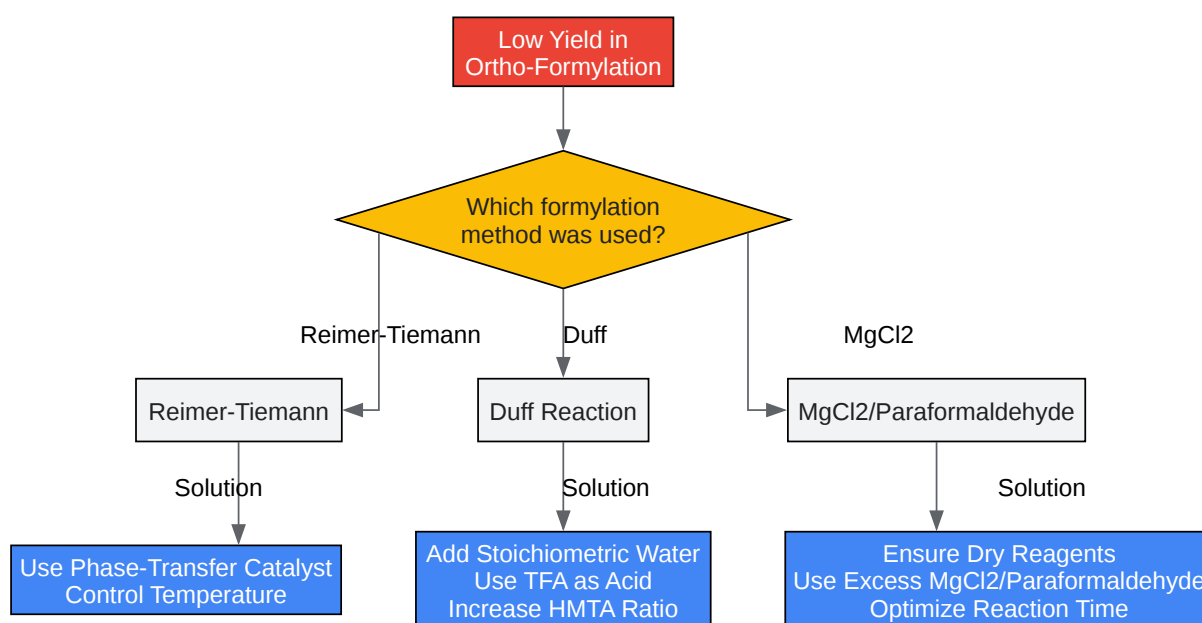 Low Yield in
Ortho-Formylation
Which formylation
method was used?
Reimer-Tiemann
Duff
MgCl2
Reimer-Tiemann
Duff Reaction
MgCl2/Paraformaldehyde
Solution
Solution
Solution
Use Phase-Transfer Catalyst
Control Temperature
Add Stoichiometric Water
Use TFA as Acid
Increase HMTA Ratio
Ensure Dry Reagents
Use Excess MgCl2/Paraformaldehyde
Optimize Reaction Time